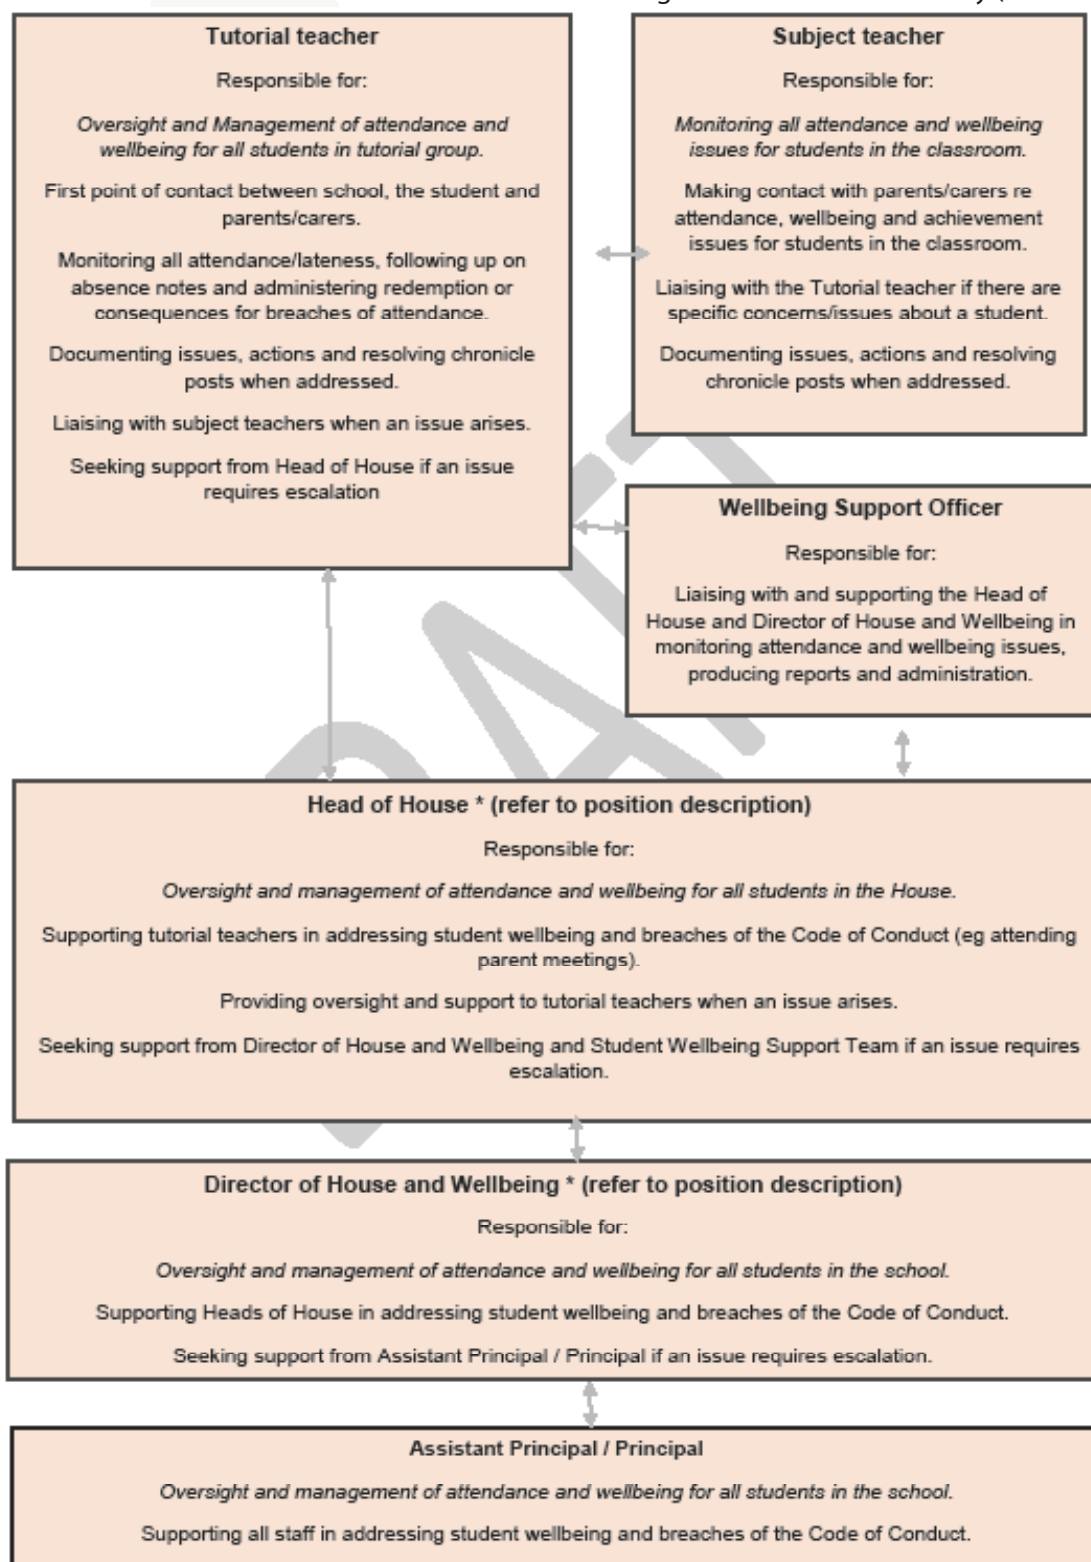 Tutorial teacher
Responsible for:
Oversight and Management of attendance and
wellbeing for all students in tutorial group.
First point of contact between school, the student and
parents/carers.
Monitoring all attendance/lateness, following up on
absence notes and administering redemption or
consequences for breaches of attendance.
Documenting issues, actions and resolving chronicle
posts when addressed.
Liaising with subject teachers when an issue arises.
Seeking support from Head of House if an issue
requires escalation
Subject teacher
Responsible for:
Monitoring all attendance and wellbeing
issues for students in the classroom.
Making contact with parents/carers re
attendance, wellbeing and achievement
issues for students in the classroom.
Liaising with the Tutorial teacher if there are
specific concerns/issues about a student.
Documenting issues, actions and resolving
chronicle posts when addressed.
Wellbeing Support Officer
Responsible for:
Liaising with and supporting the Head of
House and Director of House and Wellbeing in
monitoring attendance and wellbeing issues,
producing reports and administration.
Head of House * (refer to position description)
Responsible for:
Oversight and management of attendance and wellbeing for all students in the House.
Supporting tutorial teachers in addressing student wellbeing and breaches of the Code of Conduct (eg attending
parent meetings).
Providing oversight and support to tutorial teachers when an issue arises.
Seeking support from Director of House and Wellbeing and Student Wellbeing Support Team if an issue requires
escalation.
Director of House and Wellbeing * (refer to position description)
Responsible for:
Oversight and management of attendance and wellbeing for all students in the school.
Supporting Heads of House in addressing student wellbeing and breaches of the Code of Conduct.
Seeking support from Assistant Principal / Principal if an issue requires escalation.
Assistant Principal / Principal
Oversight and management of attendance and wellbeing for all students in the school.
Supporting all staff in addressing student wellbeing and breaches of the Code of Conduct.